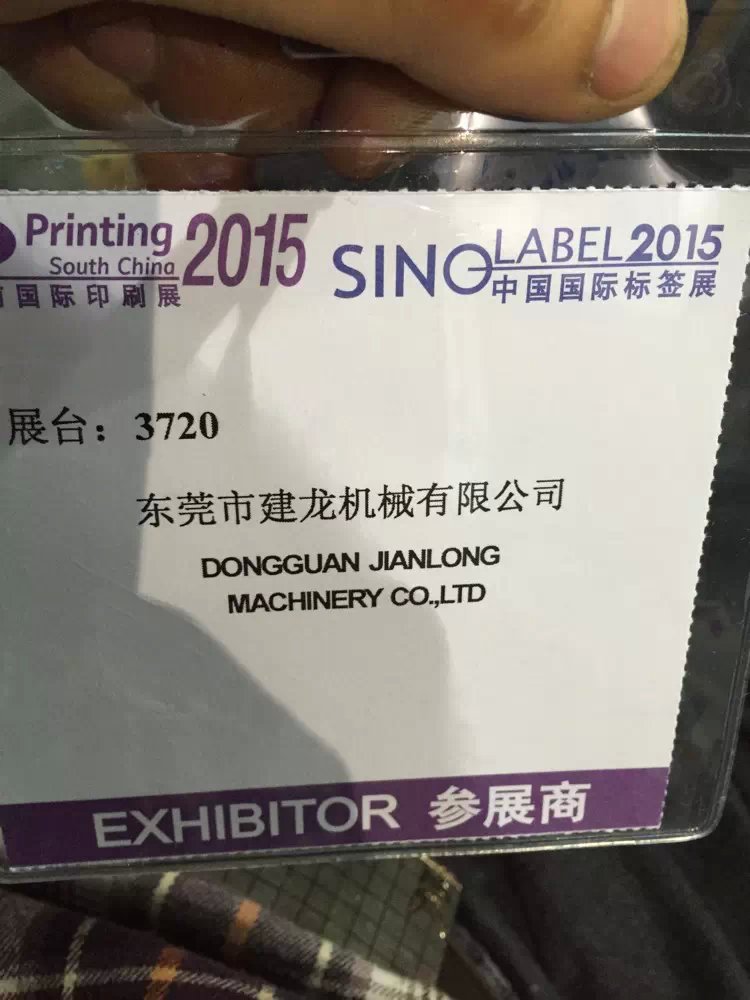 Printing 2015
South China
国国际印刷展
SINO LABEL 2015
中国国际标签展
展台：3720
东莞市建龙机械有限公司
DONGGUAN JIANLONG
MACHINERY CO.,LTD
EXHIBITOR 参展商